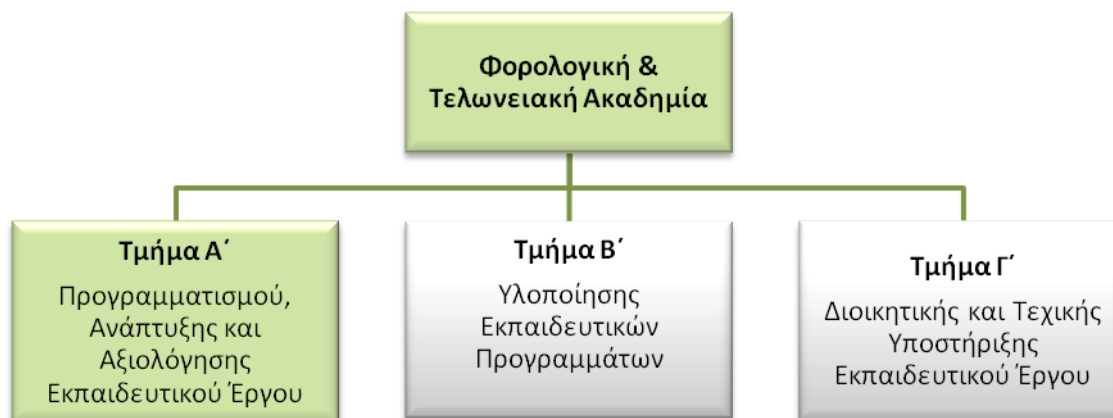 Φορολογική &
Τελωνειακή Ακαδημία
Τμήμα Α΄
Προγραμματισμού,
Ανάπτυξης και
Αξιολόγησης
Εκπαιδευτικού Έργου
Τμήμα Β΄
Υλοποίησης
Εκπαιδευτικών
Προγραμμάτων
Τμήμα Γ΄
Διοικητικής και Τεχικής
Υποστήριξης
Εκπαιδευτικού Έργου